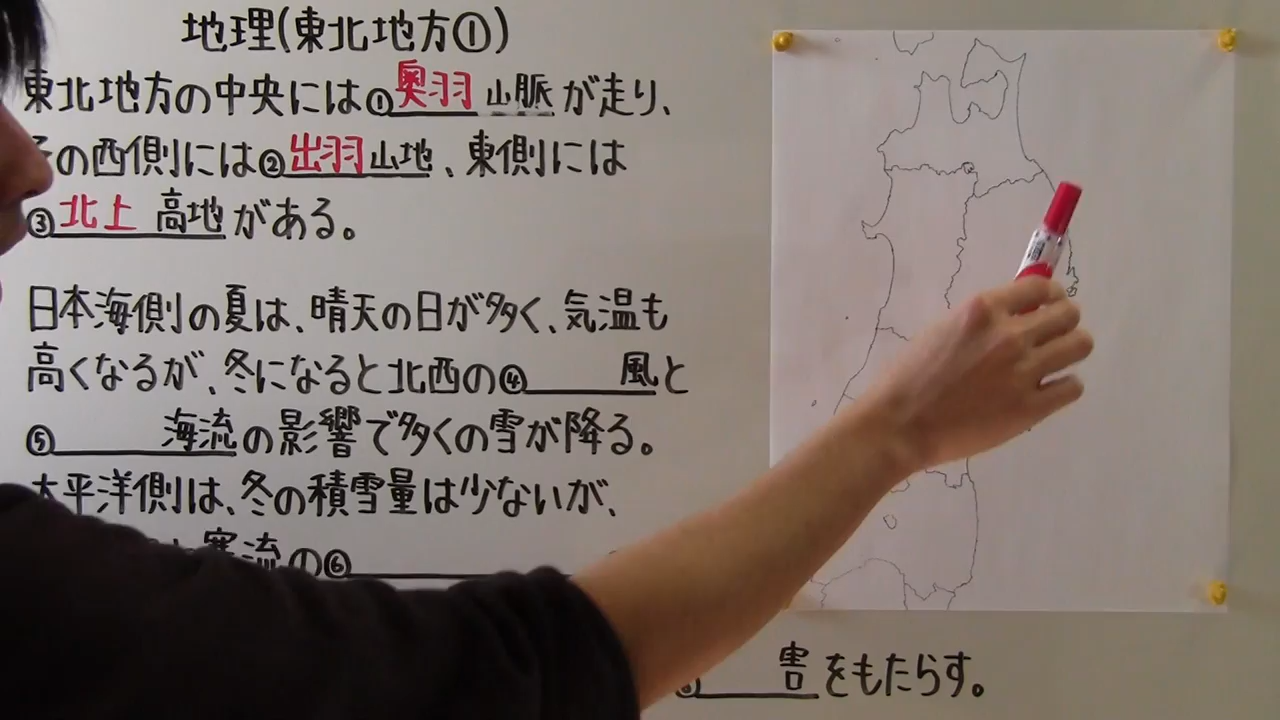 地理(東北地方①)
東北地方の中央には①奥羽山脈が走り、
の西側には②出羽山地、東側には
③北上高地がある。
日本海側の夏は、晴天の日が多く、気温も
高くなるが、冬になると北西の④ 風と
⑤ 海流の影響で多くの雪が降る。
太平洋側は、冬の積雪量は少ないが、
寒流の⑥
害をもたらす。